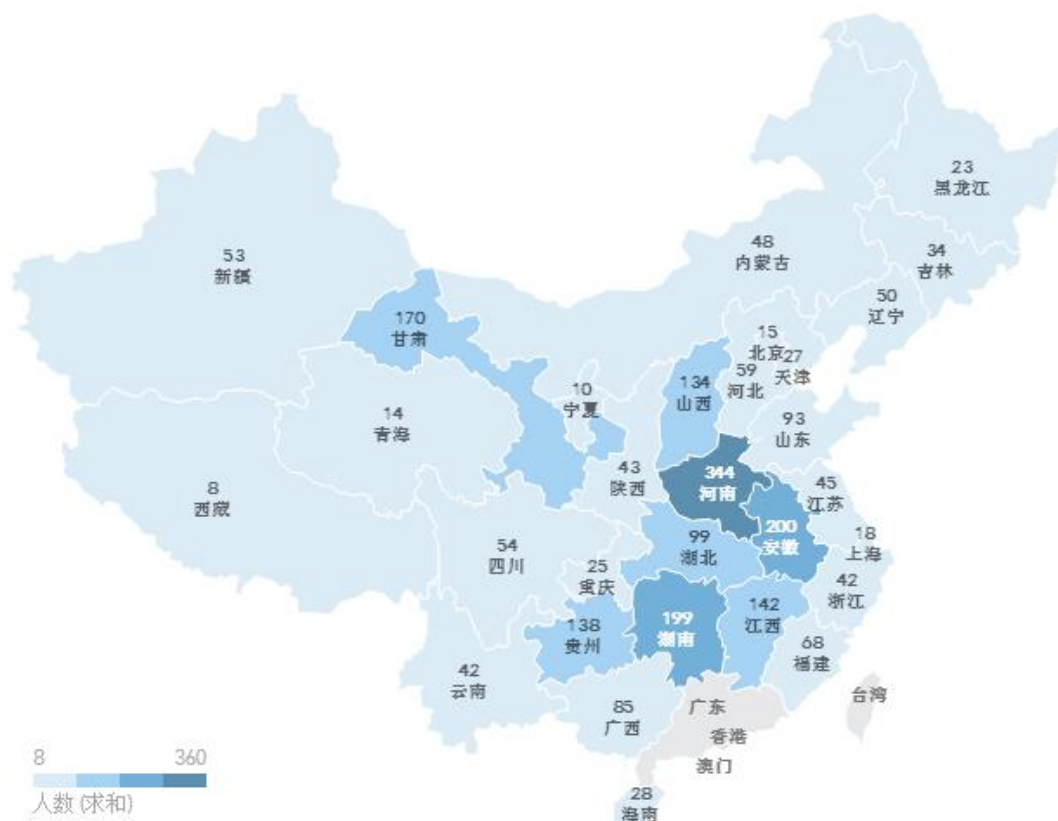 23
黑龙江
48
内蒙古
34
吉林
53
新疆
50
辽宁
170
甘肃
15
北京
27
天津
59
河北
134
山西
10
宁夏
14
青海
93
山东
344
河南
43
陕西
45
江苏
8
西藏
200
安徽
18
上海
99
湖北
54
四川
25
重庆
42
浙江
142
江西
199
湖南
138
贵州
68
福建
42
云南
台湾
85
广西
广东
香港
澳门
8 360
人数 (求和)
28
海南